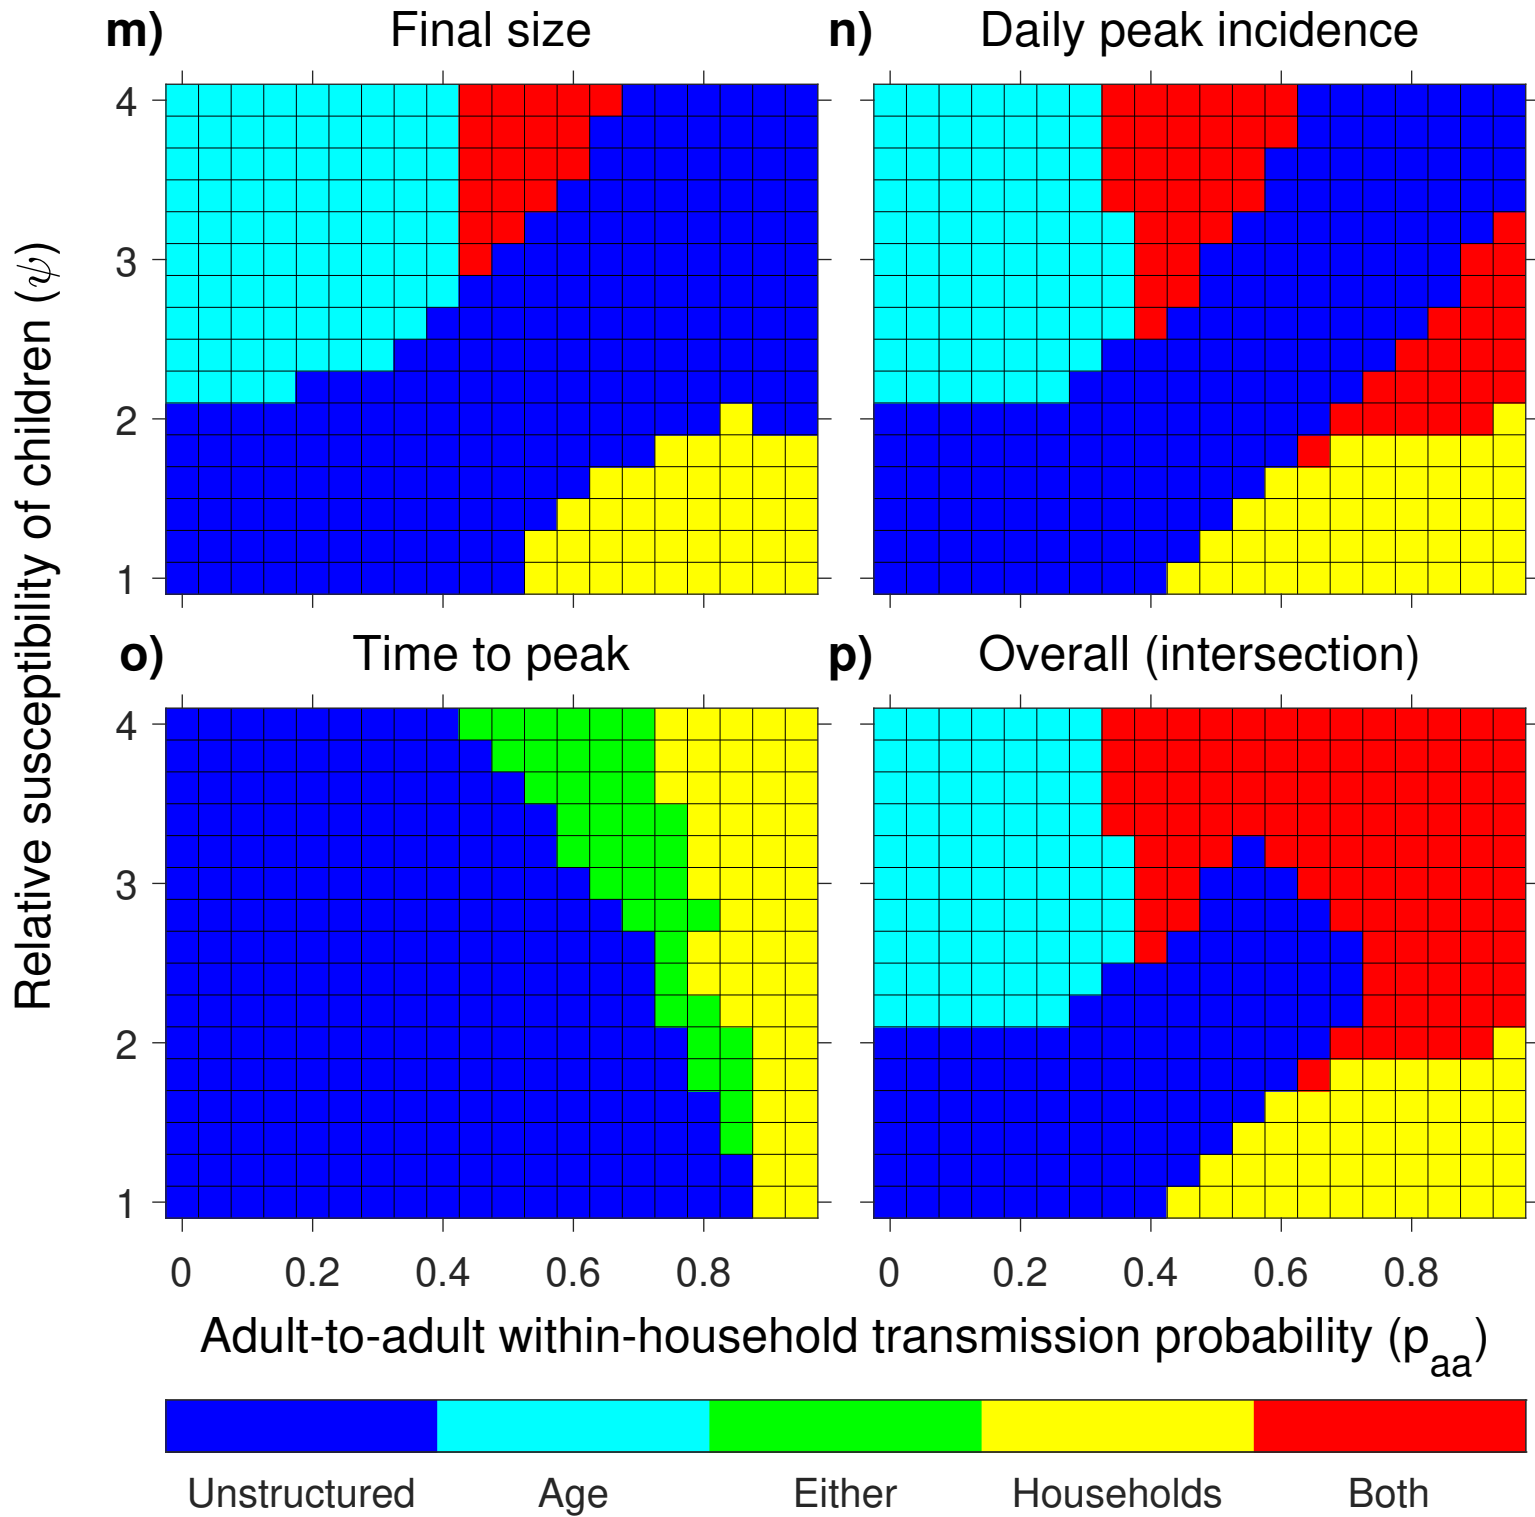 m) Final size
n) Daily peak incidence
4
3
2
1
o) Time to peak
p) Overall (intersection)
4
3
2
1
Relative susceptibility of children (ψ)
0 0.2 0.4 0.6 0.8
0 0.2 0.4 0.6 0.8
Adult-to-adult within-household transmission probability (p_aa)
Unstructured Age Either Households Both